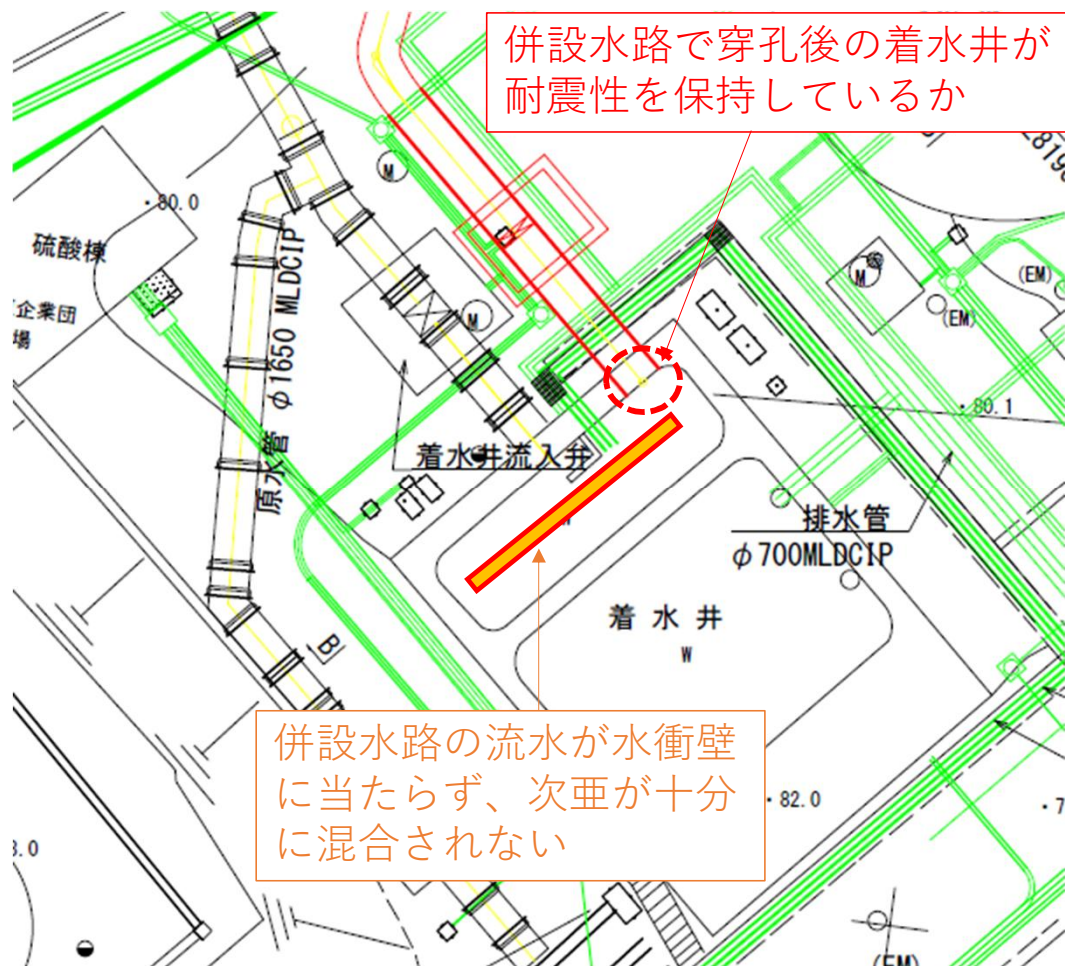 併設水路で穿孔後の着水井が
耐震性を保持しているか
M
・80.0
硫酸棟
企業団
場
原水管 φ1650 MLDCIP
M
M
(EM)
(EM)
・80.1
着水井流入弁
排水管
φ700MLDCIP
着水井
W
B
併設水路の流水が水衝壁
に当たらず、次亜が十分
に混合されない
・82.0
3.0
・7
(EM)